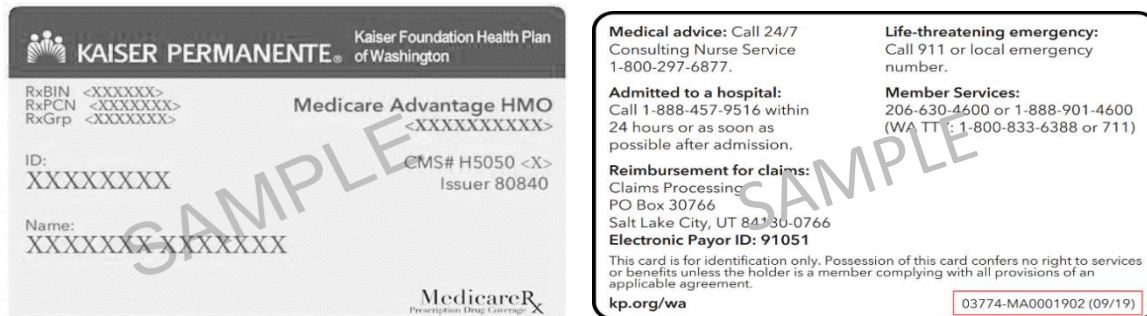 KAISER PERMANENTE®
Kaiser Foundation Health Plan
of Washington
RxBIN <XXXXXX>
RxPCN <XXXXXXX>
RxGrp <XXXXXXX>
Medicare Advantage HMO
<XXXXXXXXXX>
ID:
XXXXXXXX
CMS# H5050 <X>
Issuer 80840
Name:
XXXXXXX XXXXXXX
SAMPLE
MedicareRx
Prescription Drug Coverage
Medical advice: Call 24/7
Consulting Nurse Service
1-800-297-6877.
Admitted to a hospital:
Call 1-888-457-9516 within
24 hours or as soon as
possible after admission.
Life-threatening emergency:
Call 911 or local emergency
number.
Member Services:
206-630-4600 or 1-888-901-4600
(WA TTY: 1-800-833-6388 or 711)
Reimbursement for claims:
Claims Processing
PO Box 30766
Salt Lake City, UT 84130-0766
Electronic Payor ID: 91051
SAMPLE
This card is for identification only. Possession of this card confers no right to services
or benefits unless the holder is a member complying with all provisions of an
applicable agreement.
kp.org/wa
03774-MA0001902 (09/19)